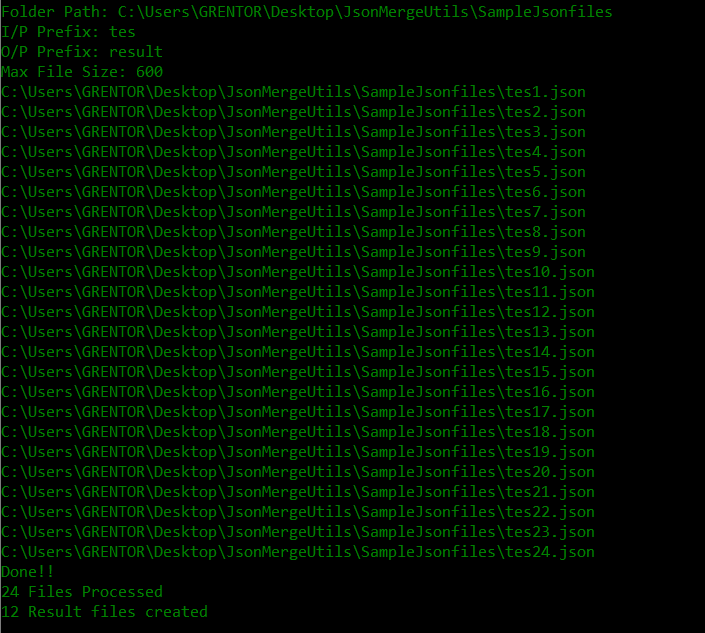 Folder Path: C:\Users\GRENTOR\Desktop\JsonMergeUtils\SampleJsonfiles
I/P Prefix: tes
O/P Prefix: result
Max File Size: 600
C:\Users\GRENTOR\Desktop\JsonMergeUtils\SampleJsonfiles\tes1.json
C:\Users\GRENTOR\Desktop\JsonMergeUtils\SampleJsonfiles\tes2.json
C:\Users\GRENTOR\Desktop\JsonMergeUtils\SampleJsonfiles\tes3.json
C:\Users\GRENTOR\Desktop\JsonMergeUtils\SampleJsonfiles\tes4.json
C:\Users\GRENTOR\Desktop\JsonMergeUtils\SampleJsonfiles\tes5.json
C:\Users\GRENTOR\Desktop\JsonMergeUtils\SampleJsonfiles\tes6.json
C:\Users\GRENTOR\Desktop\JsonMergeUtils\SampleJsonfiles\tes7.json
C:\Users\GRENTOR\Desktop\JsonMergeUtils\SampleJsonfiles\tes8.json
C:\Users\GRENTOR\Desktop\JsonMergeUtils\SampleJsonfiles\tes9.json
C:\Users\GRENTOR\Desktop\JsonMergeUtils\SampleJsonfiles\tes10.json
C:\Users\GRENTOR\Desktop\JsonMergeUtils\SampleJsonfiles\tes11.json
C:\Users\GRENTOR\Desktop\JsonMergeUtils\SampleJsonfiles\tes12.json
C:\Users\GRENTOR\Desktop\JsonMergeUtils\SampleJsonfiles\tes13.json
C:\Users\GRENTOR\Desktop\JsonMergeUtils\SampleJsonfiles\tes14.json
C:\Users\GRENTOR\Desktop\JsonMergeUtils\SampleJsonfiles\tes15.json
C:\Users\GRENTOR\Desktop\JsonMergeUtils\SampleJsonfiles\tes16.json
C:\Users\GRENTOR\Desktop\JsonMergeUtils\SampleJsonfiles\tes17.json
C:\Users\GRENTOR\Desktop\JsonMergeUtils\SampleJsonfiles\tes18.json
C:\Users\GRENTOR\Desktop\JsonMergeUtils\SampleJsonfiles\tes19.json
C:\Users\GRENTOR\Desktop\JsonMergeUtils\SampleJsonfiles\tes20.json
C:\Users\GRENTOR\Desktop\JsonMergeUtils\SampleJsonfiles\tes21.json
C:\Users\GRENTOR\Desktop\JsonMergeUtils\SampleJsonfiles\tes22.json
C:\Users\GRENTOR\Desktop\JsonMergeUtils\SampleJsonfiles\tes23.json
C:\Users\GRENTOR\Desktop\JsonMergeUtils\SampleJsonfiles\tes24.json
Done!!
24 Files Processed
12 Result files created